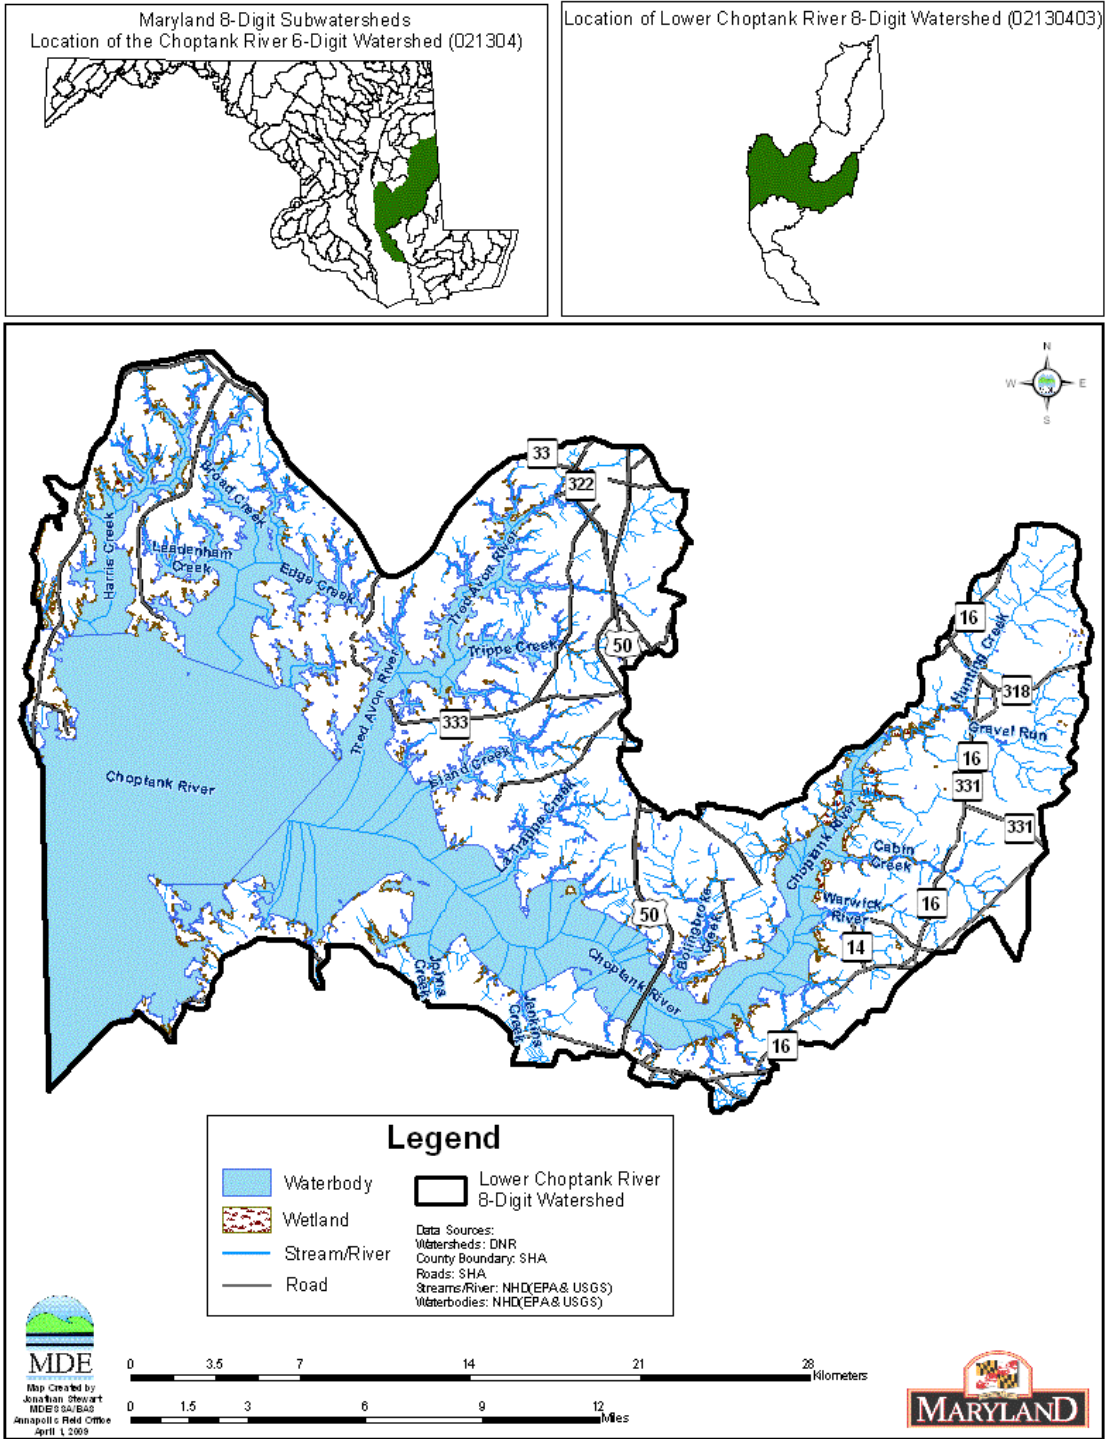 Maryland 8-Digit Subwatersheds
Location of the Choptank River 6-Digit Watershed (021304)
Location of Lower Choptank River 8-Digit Watershed (02130403)
N
W
E
S
33
322
Broad Creek
Harris Creek
Leadenham
Creek
Edge Creek
Tred Avon River
Trippe Creek
50
Tred Avon River
333
Island Creek
Choptank River
La Trappe Creek
16
Hunting Creek
318
Gravel Run
16
331
331
Choptank River
Cabin
Creek
Warwick
River
16
14
50
Bolingbroke
Creek
Choptank River
Johns
Creek
Jenkins
Creek
16
Legend
Waterbody
Wetland
Stream/River
Road
Lower Choptank River
8-Digit Watershed
Data Sources:
Watersheds: DNR
County Boundary: SHA
Roads: SHA
Streams/River: NHD(EPA & USGS)
Waterbodies: NHD(EPA & USGS)
MDE
Map Created by
Jonathan Stewart
MDE/SSA/BAS
Annapolis Field Office
April 1, 2009
0 3.5 7 14 21 28
Kilometers
0 1.5 3 6 9 12
Miles
MARYLAND